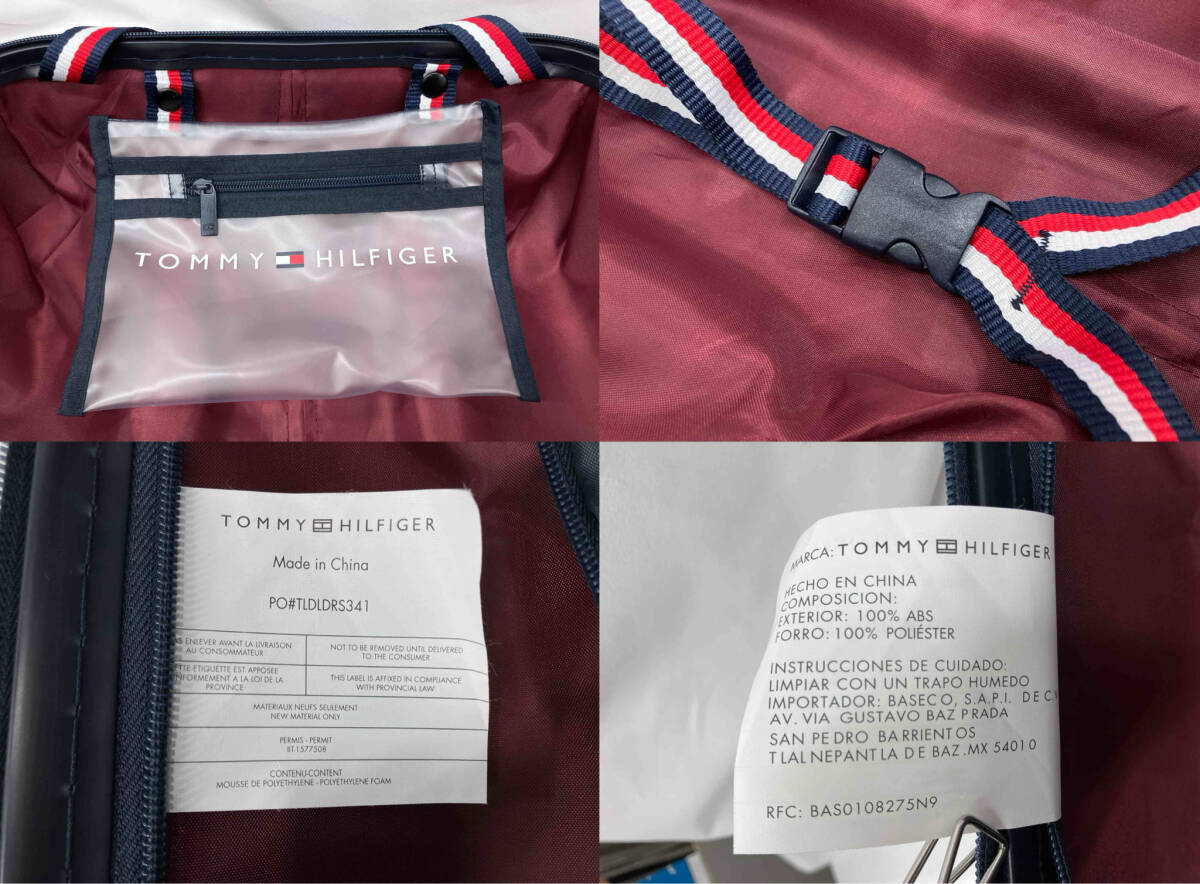 TOMMY HILFIGER
TOMMY HILFIGER
Made in China
PO#TLDLDRS341
ENLEVER AVANT LA LIVRAISON
AU CONSOMMATEUR
NOT TO BE REMOVED UNTIL DELIVERED
TO THE CONSUMER
ETIQUETTE EST APPOSEE
A LA LOI DE LA
PROVINCE
THIS LABEL IS AFFIXED IN COMPLIANCE
WITH PROVINCIAL LAW
MATERIAUX NEUFS SEULEMENT
NEW MATERIAL ONLY
PERMIS - PERMIT
BT-1577508
CONTENU-CONTENT
MOUSSE DE POLYETHYLENE - POLYETHYLENE FOAM
MARCA: TOMMY HILFIGER
HECHO EN CHINA
COMPOSICION:
EXTERIOR: 100% ABS
FORRO: 100% POLIÉSTER
INSTRUCCIONES DE CUIDADO:
LIMPIAR CON UN TRAPO HUMEDO
IMPORTADOR: BASECO, S.A.P.I. DE C
AV. VIA GUSTAVO BAZ PRADA
SAN PEDRO BARRIENTOS
TLALNEPANTLA DE BAZ .MX 54010
RFC: BAS0108275N9